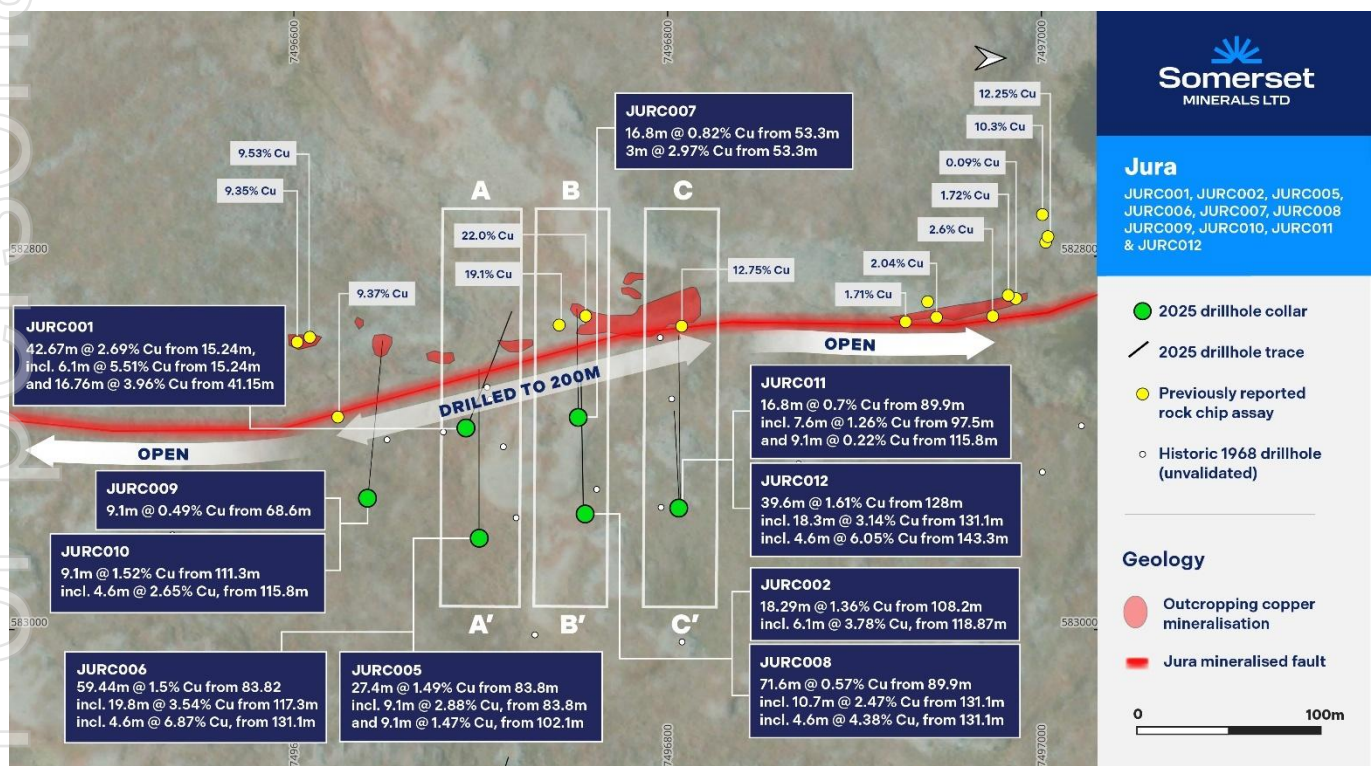 7496600
7496800
7497000
Somerset
MINERALS LTD
Jura
JURC001, JURC002, JURC005,
JURC006, JURC007, JURC008
JURC009, JURC010, JURC011
& JURC012
2025 drillhole collar
2025 drillhole trace
Previously reported
rock chip assay
Historic 1968 drillhole
(unvalidated)
Geology
Outcropping copper
mineralisation
Jura mineralised fault
0 100m
582800
582800
583000
583000
JURC007
16.8m @ 0.82% Cu from 53.3m
3m @ 2.97% Cu from 53.3m
9.53% Cu
9.35% Cu
9.37% Cu
A
B
C
22.0% Cu
19.1% Cu
12.75% Cu
12.25% Cu
10.3% Cu
0.09% Cu
1.72% Cu
2.6% Cu
2.04% Cu
1.71% Cu
JURC001
42.67m @ 2.69% Cu from 15.24m,
incl. 6.1m @ 5.51% Cu from 15.24m
and 16.76m @ 3.96% Cu from 41.15m
DRILLED TO 200M
OPEN
OPEN
JURC009
9.1m @ 0.49% Cu from 68.6m
JURC010
9.1m @ 1.52% Cu from 111.3m
incl. 4.6m @ 2.65% Cu, from 115.8m
JURC011
16.8m @ 0.7% Cu from 89.9m
incl. 7.6m @ 1.26% Cu from 97.5m
and 9.1m @ 0.22% Cu from 115.8m
JURC012
39.6m @ 1.61% Cu from 128m
incl. 18.3m @ 3.14% Cu from 131.1m
incl. 4.6m @ 6.05% Cu from 143.3m
A'
B'
C'
JURC006
59.44m @ 1.5% Cu from 83.82
incl. 19.8m @ 3.54% Cu from 117.3m
incl. 4.6m @ 6.87% Cu, from 131.1m
JURC005
27.4m @ 1.49% Cu from 83.8m
incl. 9.1m @ 2.88% Cu, from 83.8m
and 9.1m @ 1.47% Cu, from 102.1m
JURC002
18.29m @ 1.36% Cu from 108.2m
incl. 6.1m @ 3.78% Cu, from 118.87m
JURC008
71.6m @ 0.57% Cu from 89.9m
incl. 10.7m @ 2.47% Cu from 131.1m
incl. 4.6m @ 4.38% Cu, from 131.1m
7496600
7496800
7497000